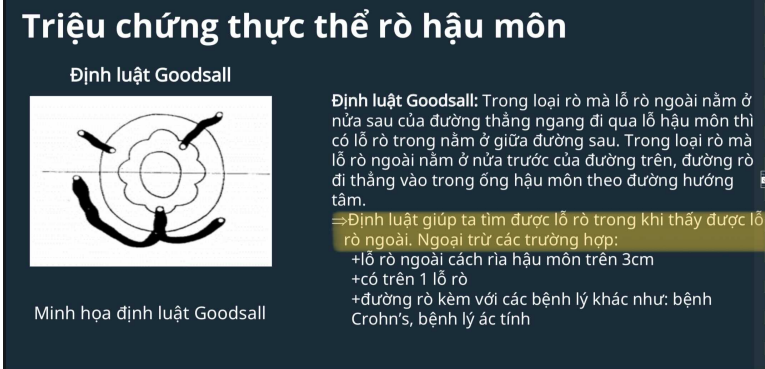 Triệu chứng thực thể rò hậu môn
Định luật Goodsall
Minh họa định luật Goodsall
Định luật Goodsall: Trong loại rò mà lỗ rò ngoài nằm ở
nửa sau của đường thẳng ngang đi qua lỗ hậu môn thì
có lỗ rò trong nằm ở giữa đường sau. Trong loại rò mà
lỗ rò ngoài nằm ở nửa trước của đường trên, đường rò
đi thẳng vào trong ống hậu môn theo đường hướng
tâm.
⇒Định luật giúp ta tìm được lỗ rò trong khi thấy được lỗ
rò ngoài. Ngoại trừ các trường hợp:
+lỗ rò ngoài cách rìa hậu môn trên 3cm
+có trên 1 lỗ rò
+đường rò kèm với các bệnh lý khác như: bệnh
Crohn’s, bệnh lý ác tính